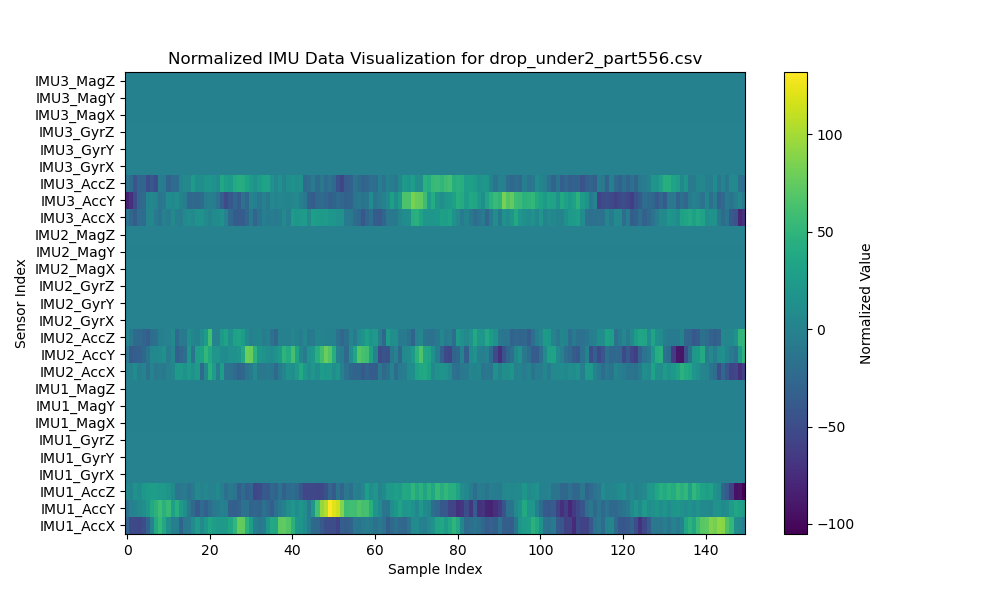 Normalized IMU Data Visualization for drop_under2_part556.csv
Sensor Index
IMU3_MagZ
IMU3_MagY
IMU3_MagX
IMU3_GyrZ
IMU3_GyrY
IMU3_GyrX
IMU3_AccZ
IMU3_AccY
IMU3_AccX
IMU2_MagZ
IMU2_MagY
IMU2_MagX
IMU2_GyrZ
IMU2_GyrY
IMU2_GyrX
IMU2_AccZ
IMU2_AccY
IMU2_AccX
IMU1_MagZ
IMU1_MagY
IMU1_MagX
IMU1_GyrZ
IMU1_GyrY
IMU1_GyrX
IMU1_AccZ
IMU1_AccY
IMU1_AccX
0 20 40 60 80 100 120 140
Sample Index
100
50
0
−50
−100
Normalized Value